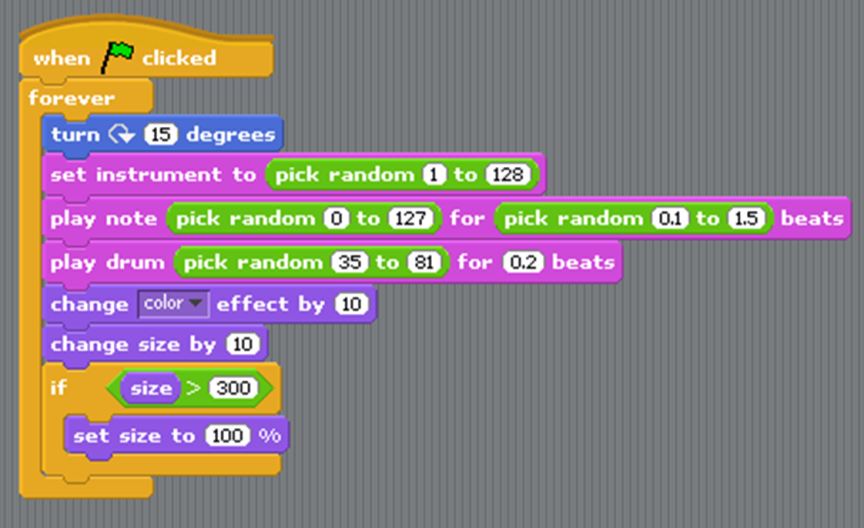 when clicked
forever
turn 15 degrees
set instrument to pick random 1 to 128
play note pick random 0 to 127 for pick random 0.1 to 1.5 beats
play drum pick random 35 to 81 for 0.2 beats
change color effect by 10
change size by 10
if size > 300
set size to 100 %